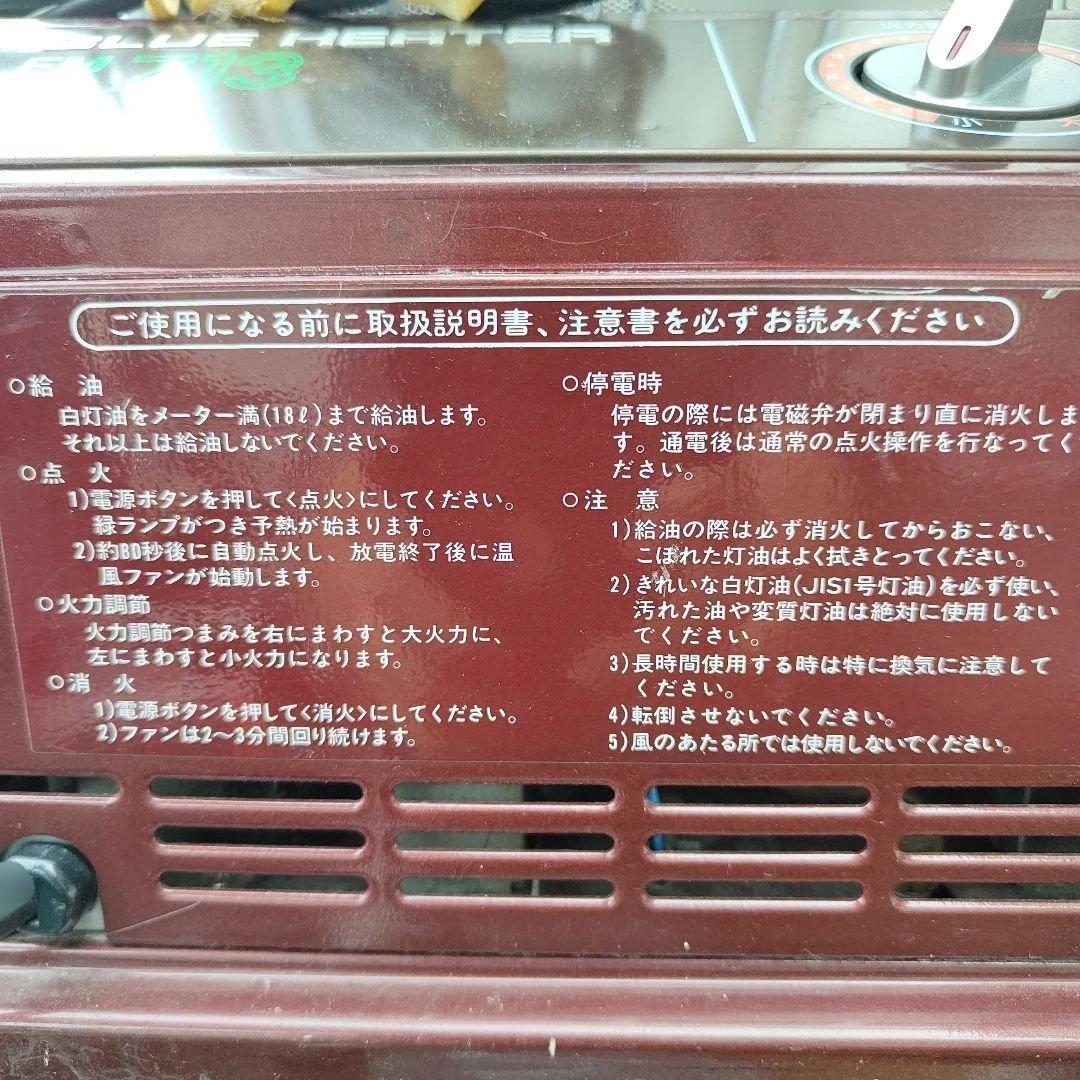 BLUE HEATER
713
小
ご使用になる前に取扱説明書、注意書を必ずお読みください
○給 油
白灯油をメーター満(18ℓ)まで給油します。
それ以上は給油しないでください。
○点 火
1)電源ボタンを押して<点火>にしてください。
緑ランプがつき予熱が始まります。
2)約80秒後に自動点火し、放電終了後に温
風ファンが始動します。
○火力調節
火力調節つまみを右にまわすと大火力に、
左にまわすと小火力になります。
○消 火
1)電源ボタンを押して<消火>にしてください。
2)ファンは2〜3分間回り続けます。
○停電時
停電の際には電磁弁が閉まり直に消火しま
す。通電後は通常の点火操作を行なってく
ださい。
○注 意
1)給油の際は必ず消火してからおこない、
こぼれた灯油はよく拭きとってください。
2)きれいな白灯油(JIS1号灯油)を必ず使い、
汚れた油や変質灯油は絶対に使用しない
でください。
3)長時間使用する時は特に換気に注意して
ください。
4)転倒させないでください。
5)風のあたる所では使用しないでください。